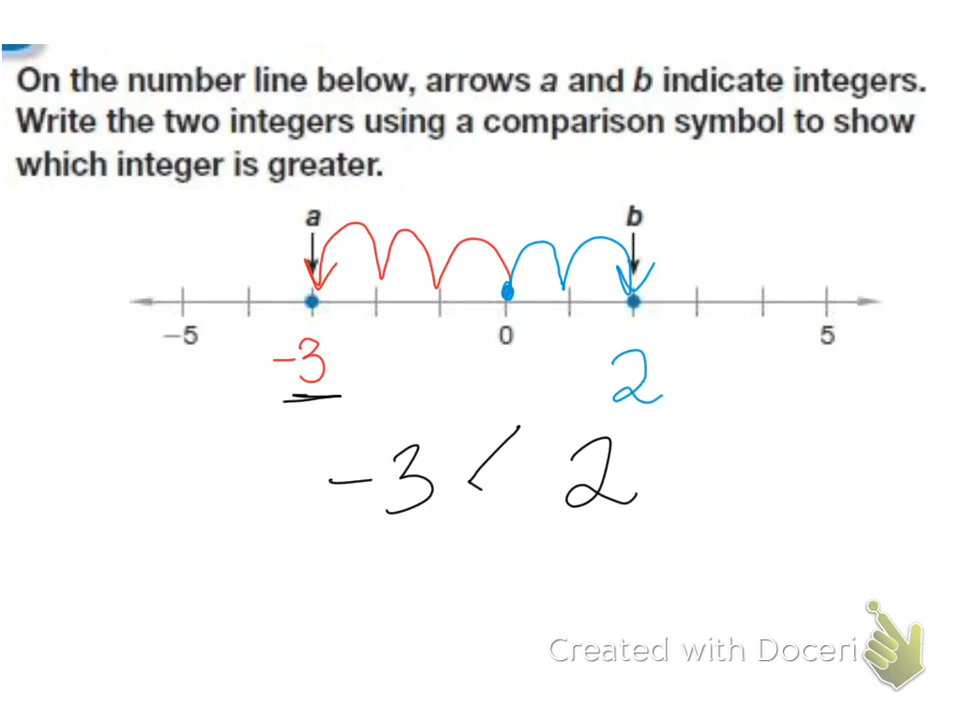 On the number line below, arrows a and b indicate integers.
Write the two integers using a comparison symbol to show
which integer is greater.
a b
−5 0 5
-3 2
-3 < 2
Created with Doceri